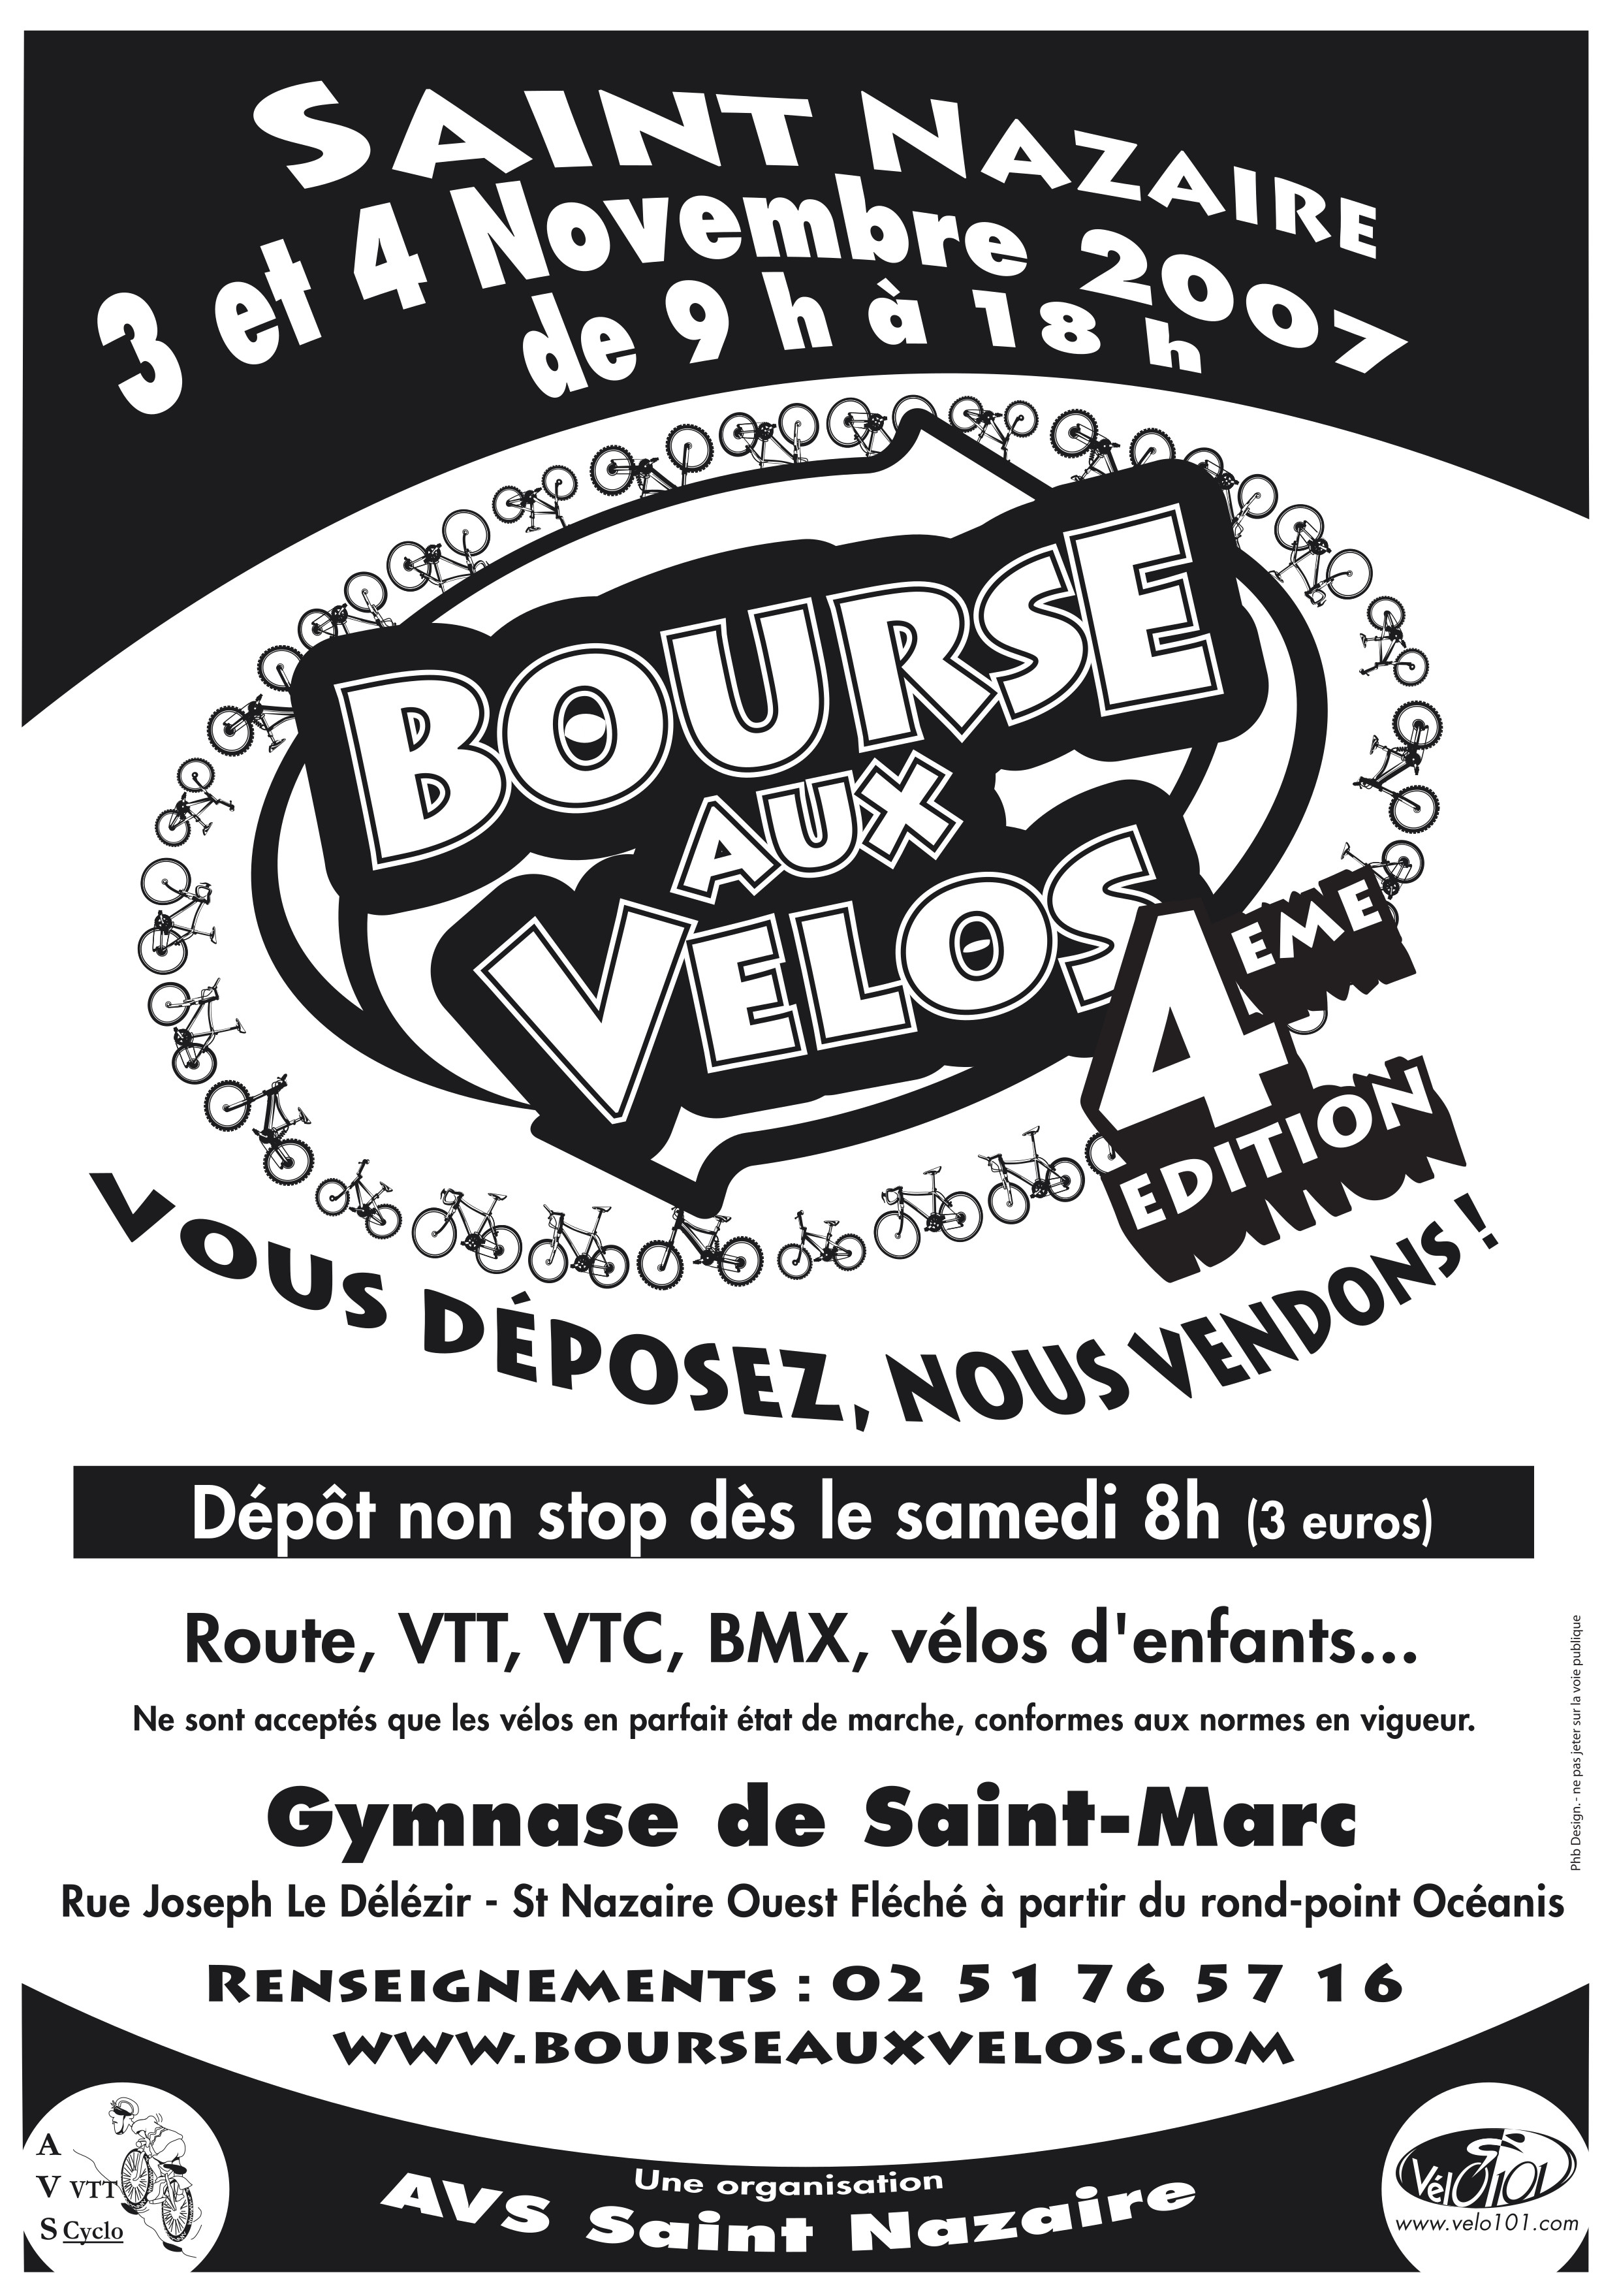 SAINT NAZAIRE
3 et 4 Novembre 2007
de 9 h à 18 h
BOURSE
AUX
VELOS
4EME
EDITION
VOUS DÉPOSEZ, NOUS VENDONS !
Dépôt non stop dès le samedi 8h (3 euros)
Route, VTT, VTC, BMX, vélos d'enfants...
Ne sont acceptés que les vélos en parfait état de marche, conformes aux normes en vigueur.
Gymnase de Saint-Marc
Rue Joseph Le Délézir - St Nazaire Ouest Fléché à partir du rond-point Océanis
RENSEIGNEMENTS : 02 51 76 57 16
WWW.BOURSEAUXVELOS.COM
Phb Design. - ne pas jeter sur la voie publique
A
V VTT
S Cyclo
Une organisation
AVS Saint Nazaire
Vélo101
www.velo101.com